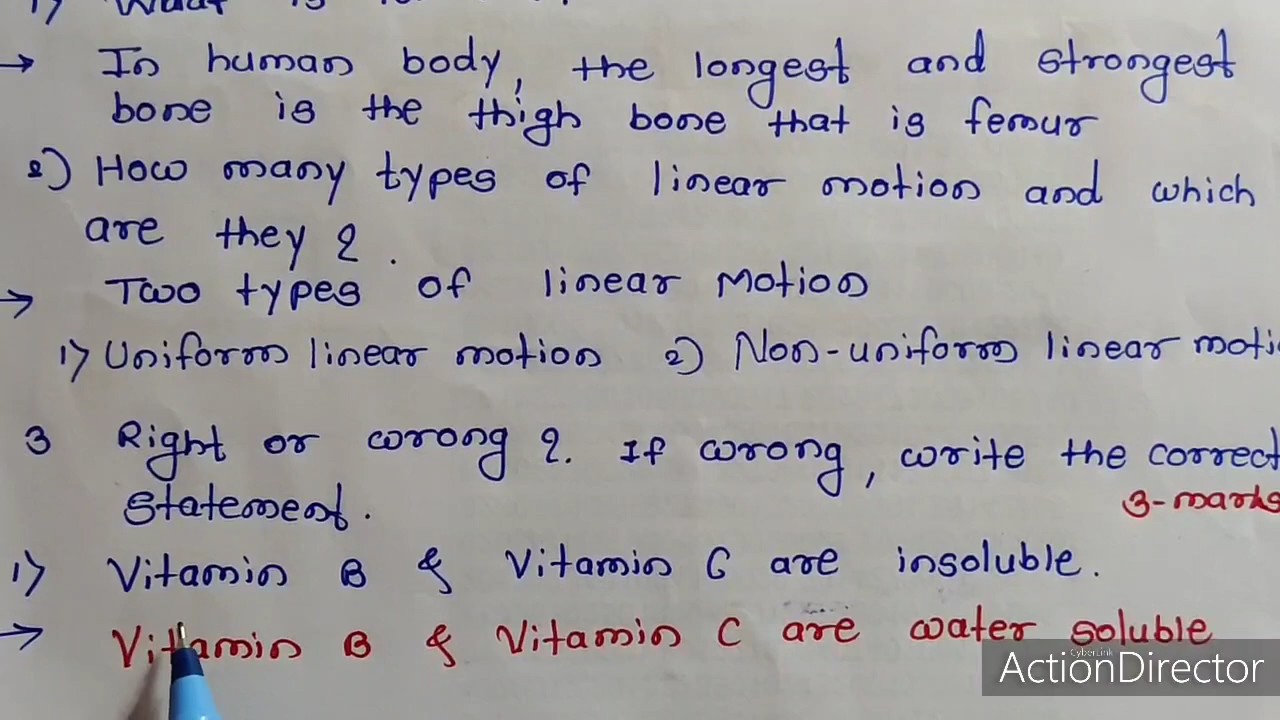 → In human body, the longest and strongest
bone is the thigh bone that is femur
2) How many types of linear motion and which
are they ?
→ Two types of linear Motion
1) Uniform linear motion 2) Non-uniform linear moti
3 Right or wrong ?. If wrong, write the correct
statement.
3-marks
1) Vitamin B & Vitamin C are insoluble.
→ Vitamin B & Vitamin C are water soluble
CyberLink
ActionDirector